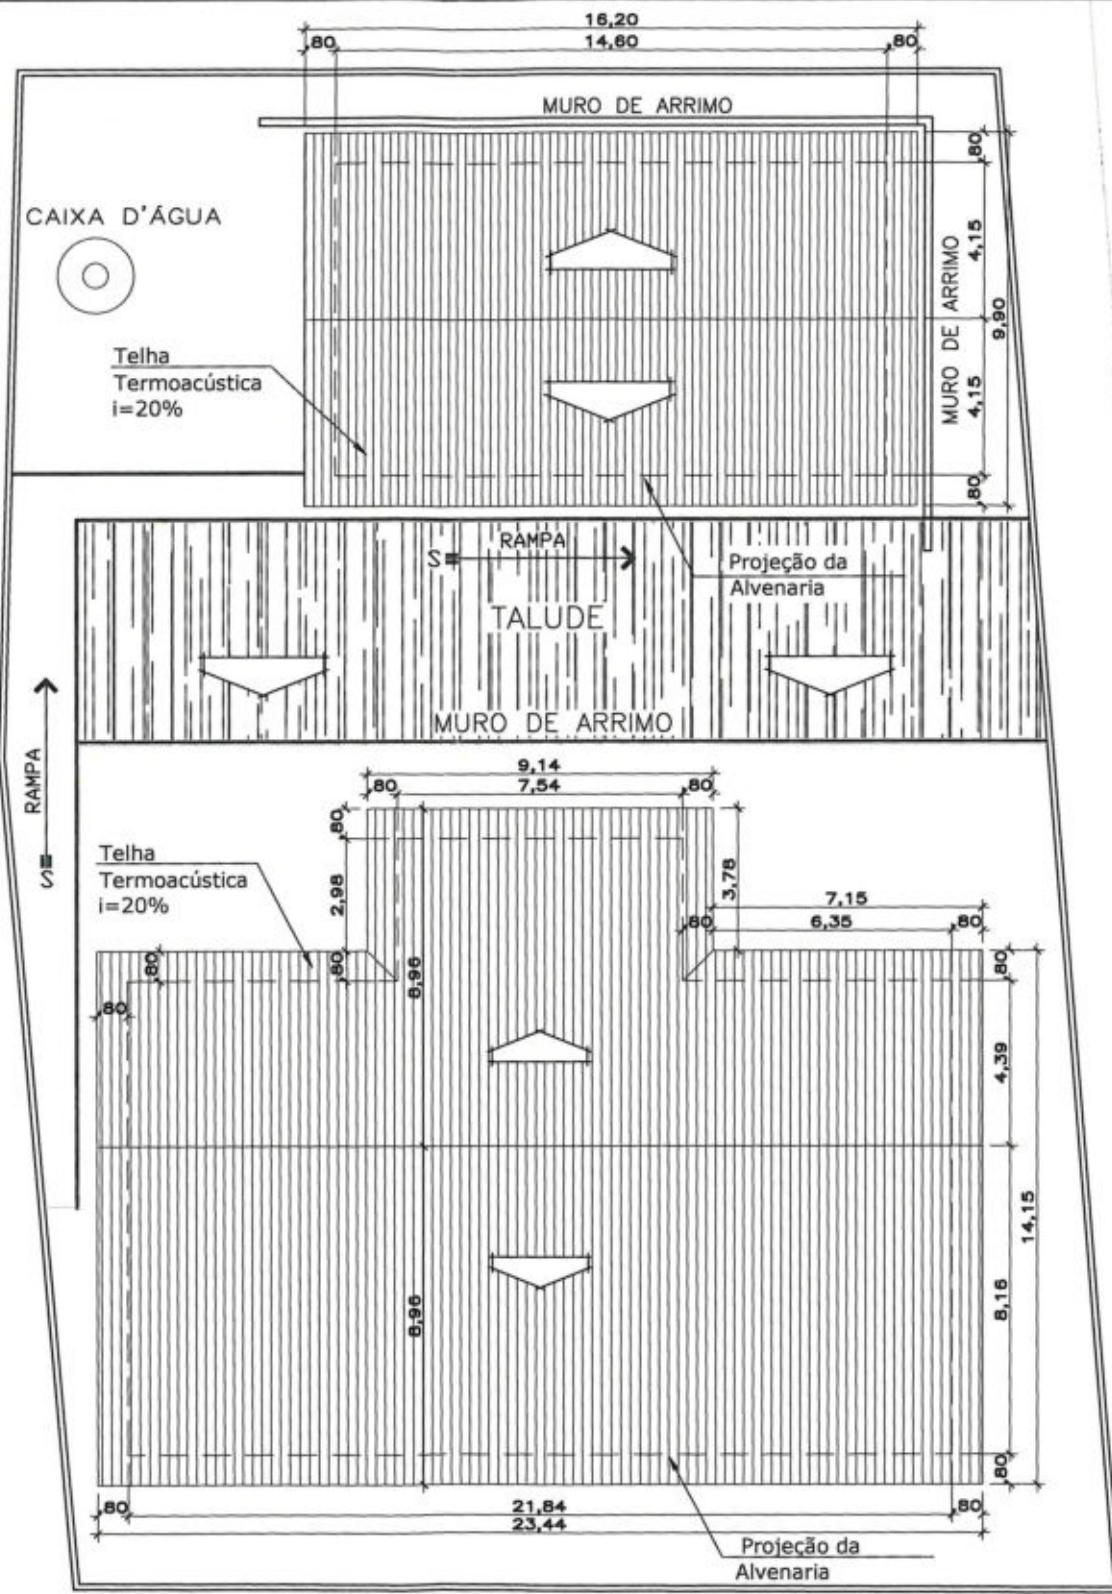 16,20
80 14,60 80
MURO DE ARRIMO
80
CAIXA D'ÁGUA
4,15
MURO DE ARRIMO
9,90
Telha
Termoacústica
i=20%
4,15
80
S RAMPA
Projeção da
Alvenaria
TALUDE
MURO DE ARRIMO
RAMPA
S
9,14
80 7,54 80
80
2,98
3,78
Telha
Termoacústica
i=20%
7,15
80 6,35 80
80
80
80
80
8,96
4,39
14,15
8,96
8,16
80
80 21,84 80
23,44
Projeção da
Alvenaria